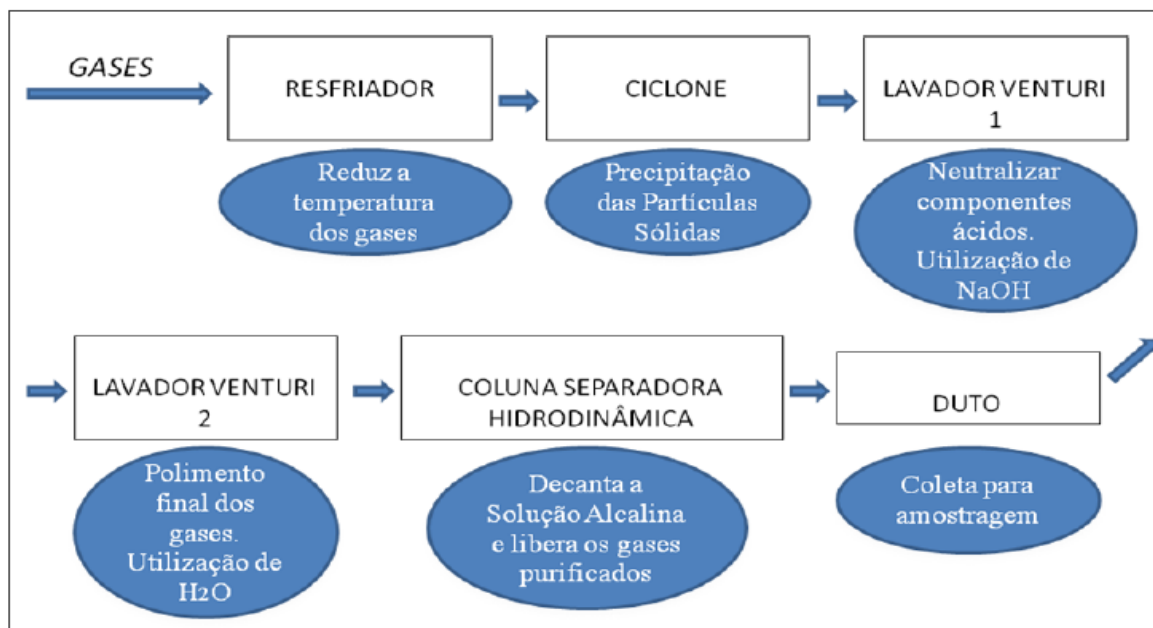 GASES
RESFRIADOR
CICLONE
LAVADOR VENTURI
1
Reduz a
temperatura
dos gases
Precipitação
das Partículas
Sólidas
Neutralizar
componentes
ácidos.
Utilização de
NaOH
LAVADOR VENTURI
2
COLUNA SEPARADORA
HIDRODINÂMICA
DUTO
Polimento
final dos
gases.
Utilização de
H2O
Decanta a
Solução Alcalina
e libera os gases
purificados
Coleta para
amostragem